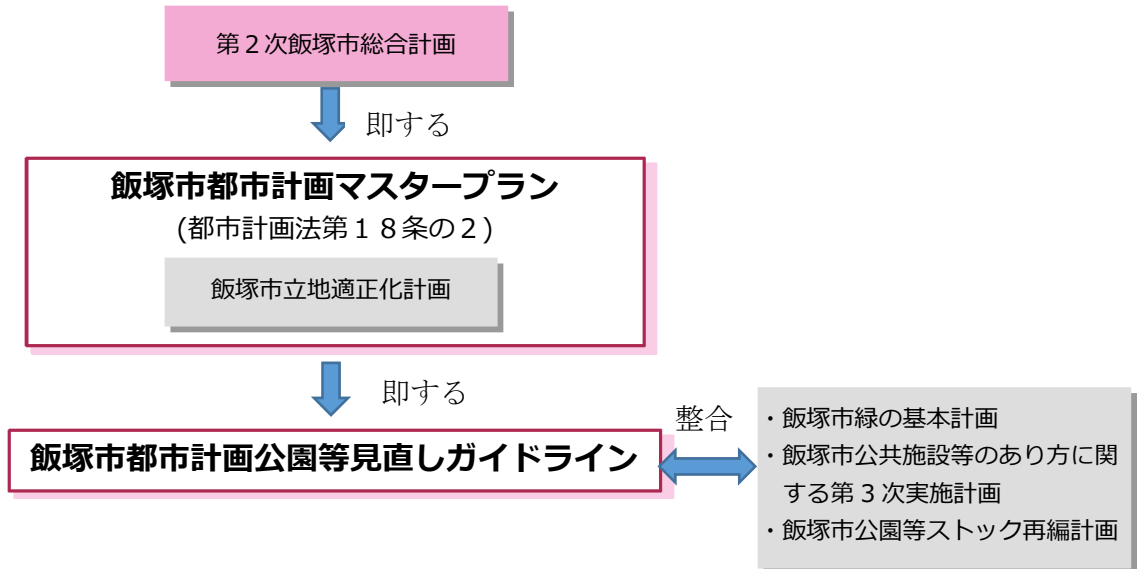 第２次飯塚市総合計画
即する
飯塚市都市計画マスタープラン
(都市計画法第１８条の２)
飯塚市立地適正化計画
即する
飯塚市都市計画公園等見直しガイドライン
整合
・飯塚市緑の基本計画
・飯塚市公共施設等のあり方に関
する第３次実施計画
・飯塚市公園等ストック再編計画